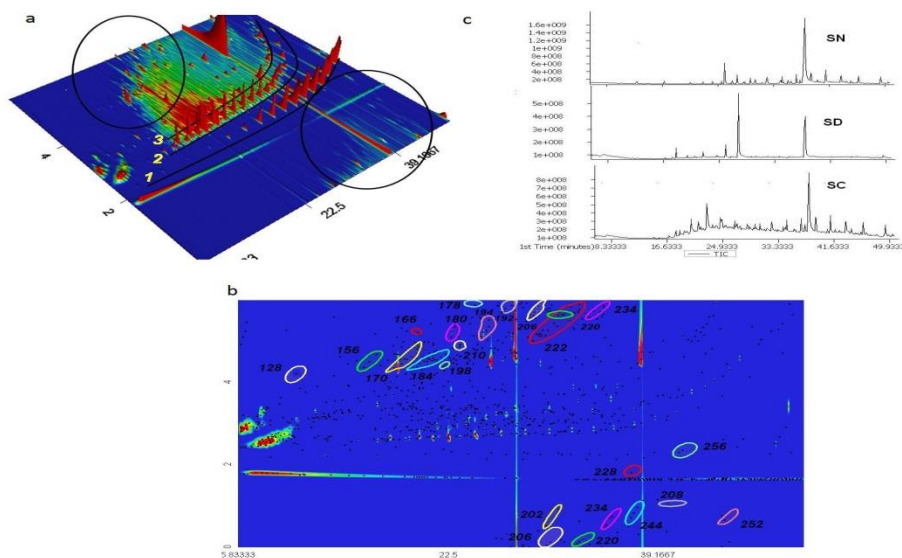 a
3
2
1
4
2
22.5
39.1667
c
1.6e+009
1.4e+009
1.2e+009
1e+009
8e+008
6e+008
4e+008
2e+008
SN
5e+008
4e+008
3e+008
2e+008
1e+008
SD
8e+008
7e+008
6e+008
5e+008
4e+008
3e+008
2e+008
1e+008
SC
1st Time (minutes) 8.33333 16.6666 24.9333 33.3333 41.6333 49.9333
TIC
b
178 194 192 206 220 234
166 180 222
156 210
128 170 184 198
4
256
2
228
208
202 234 244 252
206 220
0
5.83333 22.5 39.1667